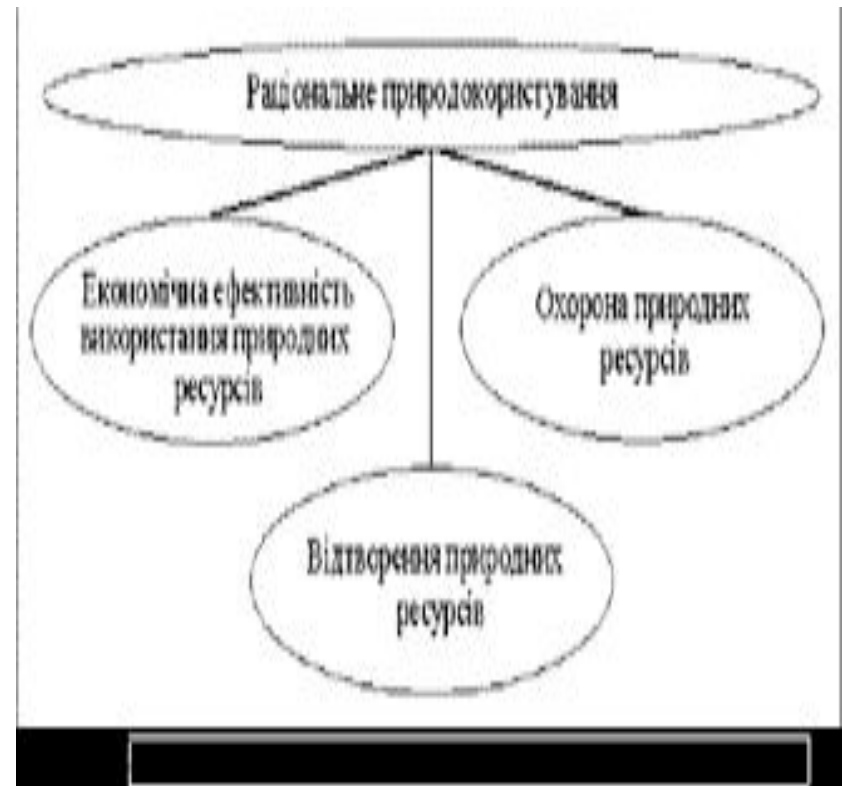 Раціональне природокористування
Економічна ефективність
використання природних
ресурсів
Охорона природних
ресурсів
Відтворення природних
ресурсів